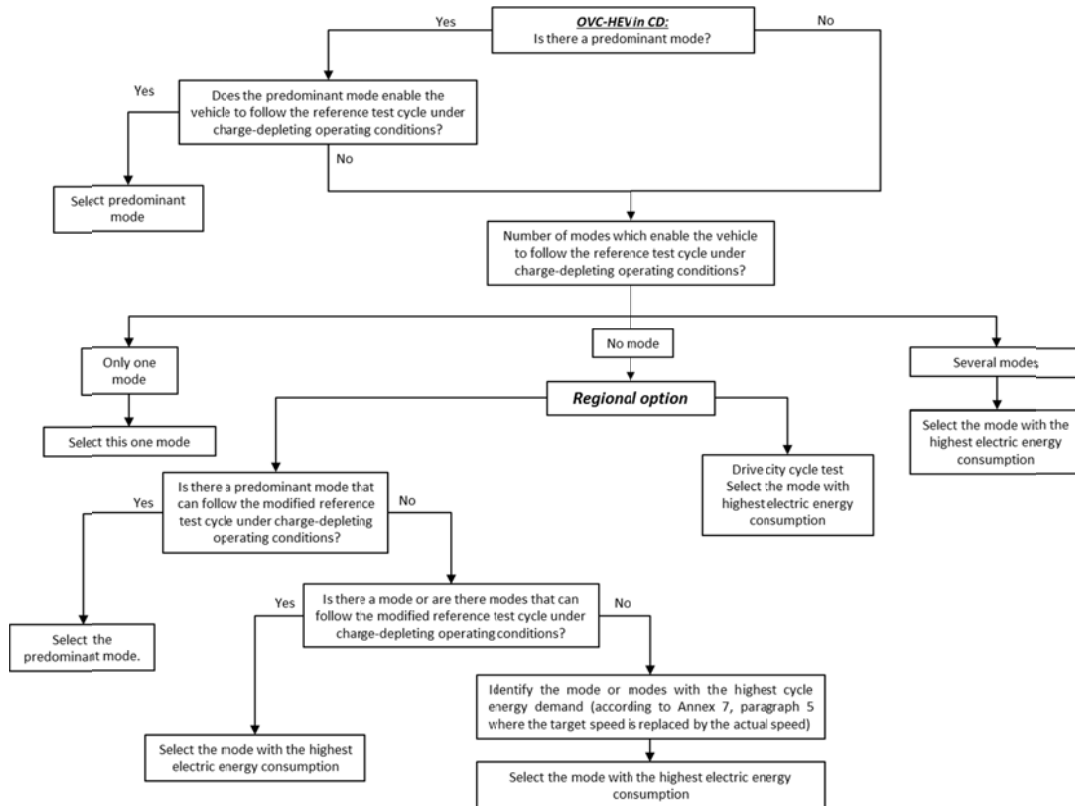 OVC-HEV in CD:
Yes
No
Is there a predominant mode?
Yes
Does the predominant mode enable the
vehicle to follow the reference test cycle under
charge-depleting operating conditions?
No
Select predominant
mode
Number of modes which enable the vehicle
to follow the reference test cycle under
charge-depleting operating conditions?
Only one
mode
No mode
Several modes
Regional option
Select this one mode
Select the mode with the
highest electric energy
consumption
Drive city cycle test
Select the mode with
highest electric energy
consumption
Yes
Is there a predominant mode that
can follow the modified reference
test cycle under charge-depleting
operating conditions?
No
Yes
Is there a mode or are there modes that can
follow the modified reference test cycle under
charge-depleting operating conditions?
No
Select the
predominant mode.
Identify the mode or modes with the highest cycle
energy demand (according to Annex 7, paragraph 5
where the target speed is replaced by the actual speed)
Select the mode with the highest
electric energy consumption
Select the mode with the highest electric energy
consumption